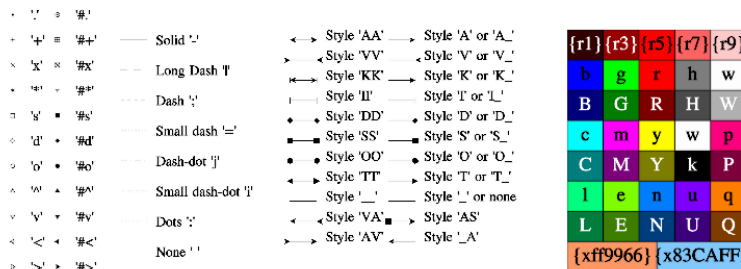 '.' '#.'
'+' '#+'
'x' '#x'
'*' '#*'
's' '#s'
'd' '#d'
'o' '#o'
'^' '#^'
'v' '#v'
'<' '#<'
'>' '#>'
Solid '-'
Long Dash '|'
Dash ';'
Small dash '='
Dash-dot 'j'
Small dash-dot 'i'
Dots ':'
None ' '
Style 'AA' Style 'A' or 'A_'
Style 'VV' Style 'V' or 'V_'
Style 'KK' Style 'K' or 'K_'
Style 'II' Style 'I' or 'I_'
Style 'DD' Style 'D' or 'D_'
Style 'SS' Style 'S' or 'S_'
Style 'OO' Style 'O' or 'O_'
Style 'TT' Style 'T' or 'T_'
Style '__' Style '_' or none
Style 'VA' Style 'AS'
Style 'AV' Style '_A'
{r1} {r3} {r5} {r7} {r9}
b g r h w
B G R H W
c m y w p
C M Y k P
l e n u q
L E N U Q
{xff9966} {x83CAFF}